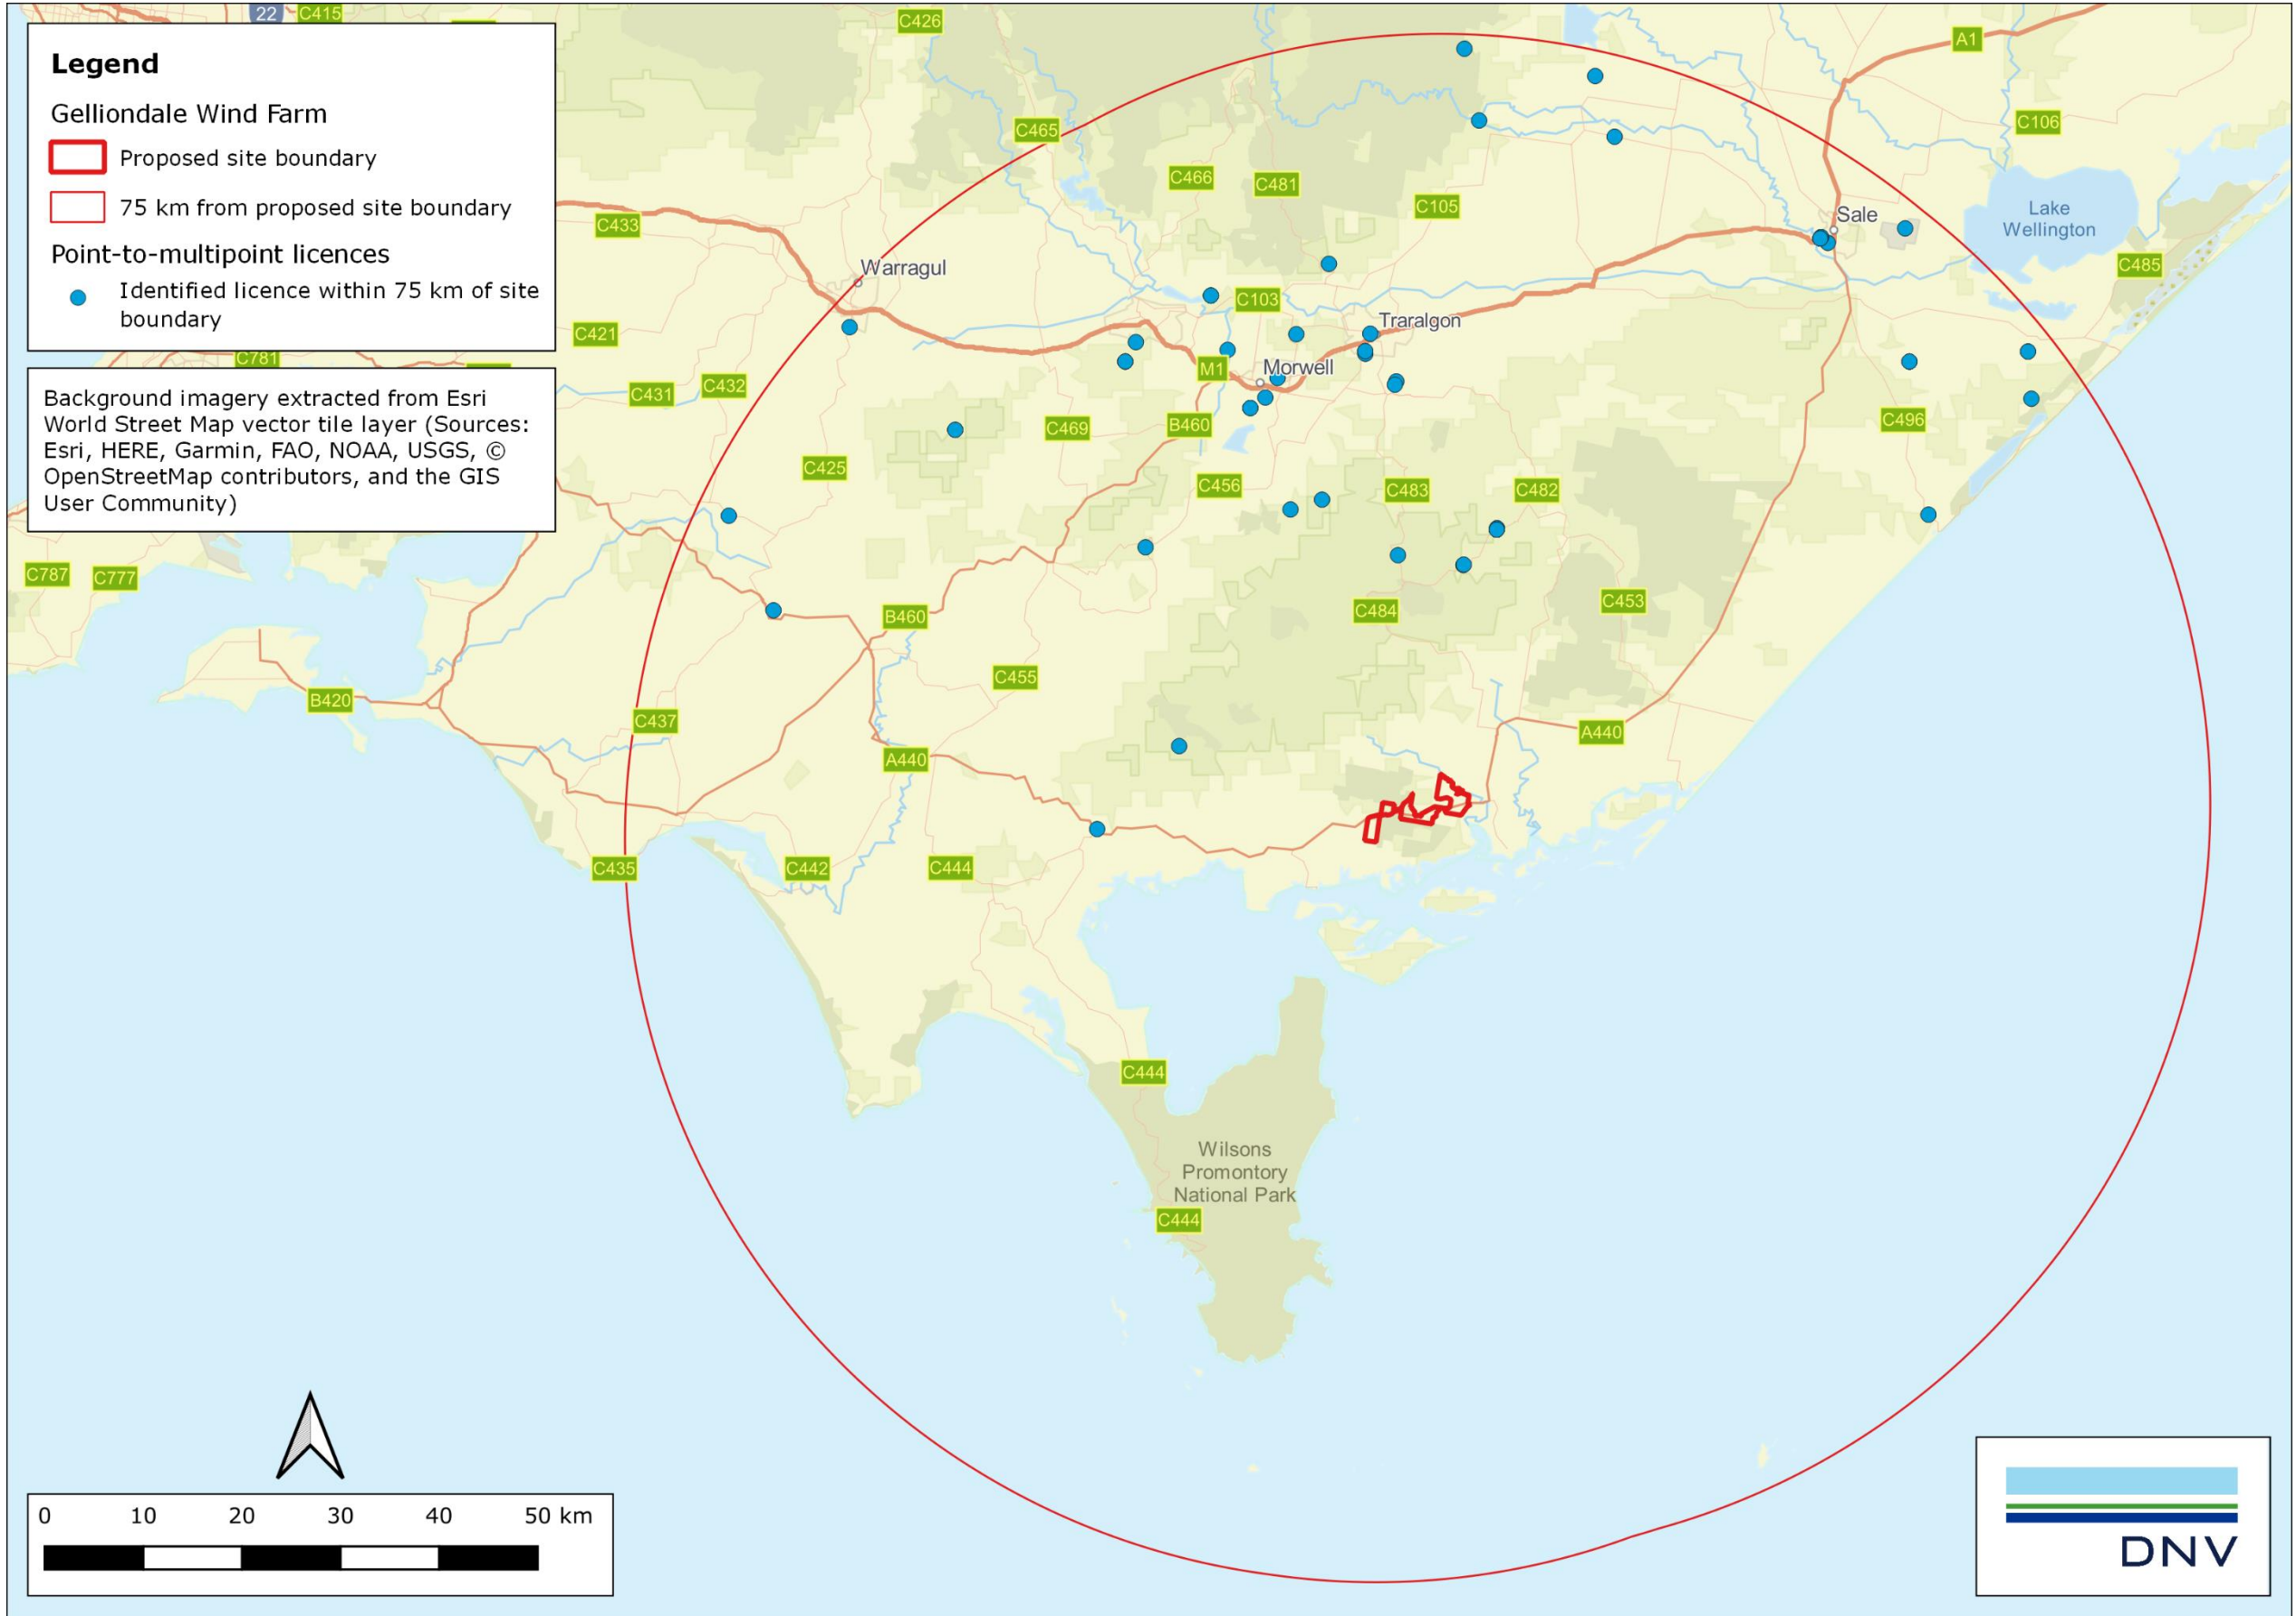 Legend
Gelliondale Wind Farm
Proposed site boundary
75 km from proposed site boundary
Point-to-multipoint licences
Identified licence within 75 km of site
boundary
Background imagery extracted from Esri
World Street Map vector tile layer (Sources:
Esri, HERE, Garmin, FAO, NOAA, USGS, ©
OpenStreetMap contributors, and the GIS
User Community)
22
C415
C426
A1
C465
C106
C466
C481
C105
C433
Sale
Lake
Wellington
C485
Warragul
C103
Traralgon
C421
C781
M1
Morwell
C431
C432
C496
B460
C469
C425
C456
C483
C482
C787
C777
C484
C453
B460
C455
B420
C437
A440
A440
C435
C442
C444
C444
Wilsons
Promontory
National Park
C444
0 10 20 30 40 50 km
DNV